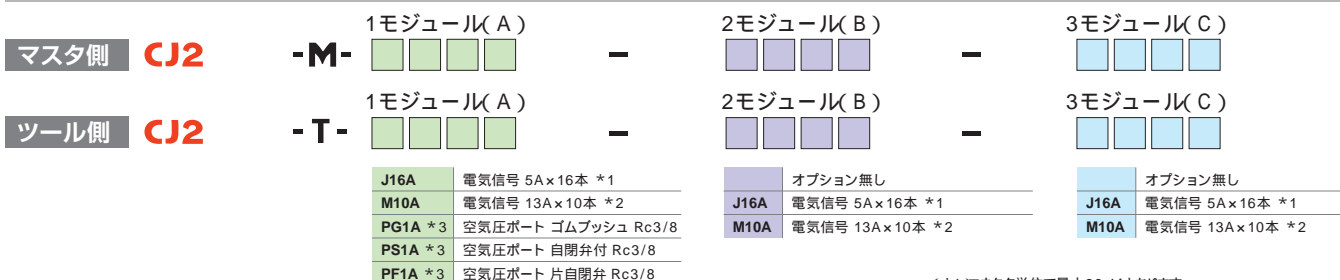 1モジュール(A) 2モジュール(B) 3モジュール(C)
マスタ側 CJ2 -M- – –
1モジュール(A) 2モジュール(B) 3モジュール(C)
ツール側 CJ2 -T- – –
J16A 電気信号 5A×16本 *1
M10A 電気信号 13A×10本 *2
PG1A *3 空気圧ポート ゴムブッシュ Rc3/8
PS1A *3 空気圧ポート 自閉弁付 Rc3/8
PF1A *3 空気圧ポート 片自閉弁 Rc3/8
オプション無し
J16A 電気信号 5A×16本 *1
M10A 電気信号 13A×10本 *2
オプション無し
J16A 電気信号 5A×16本 *1
M10A 電気信号 13A×10本 *2